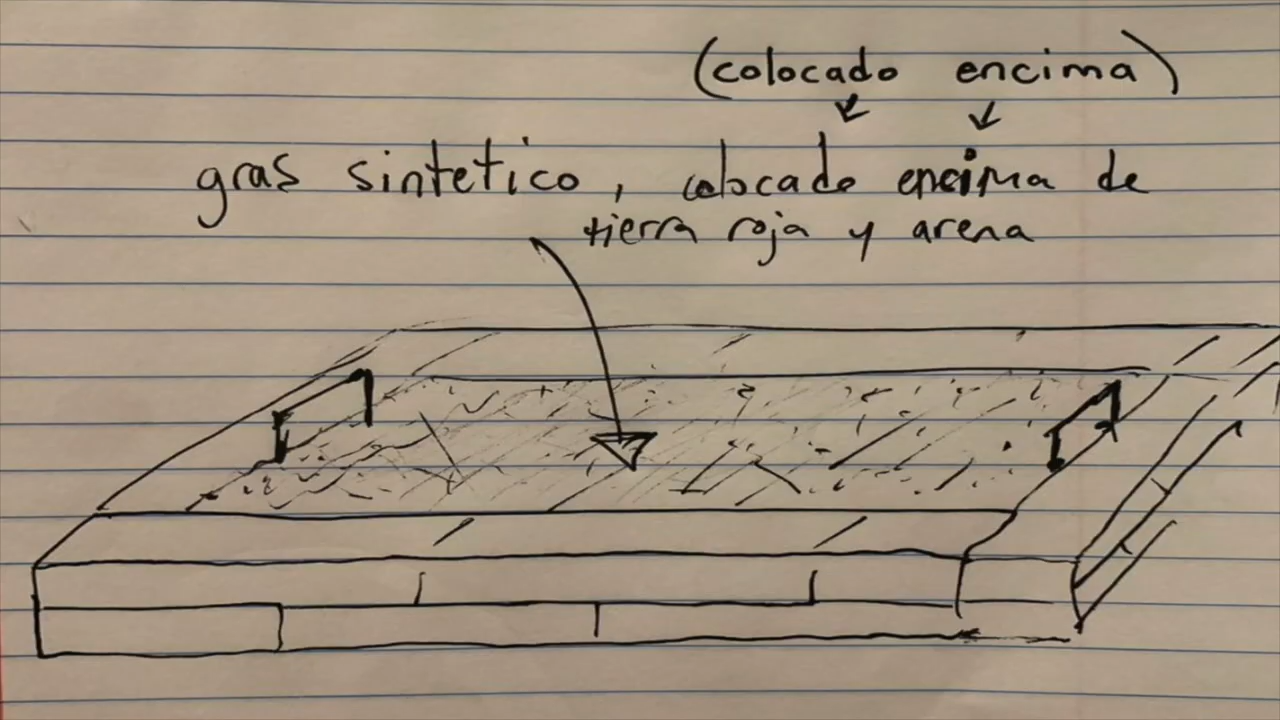 (colocado encima)
gras sintetico, colocado encima de
tierra roja y arena